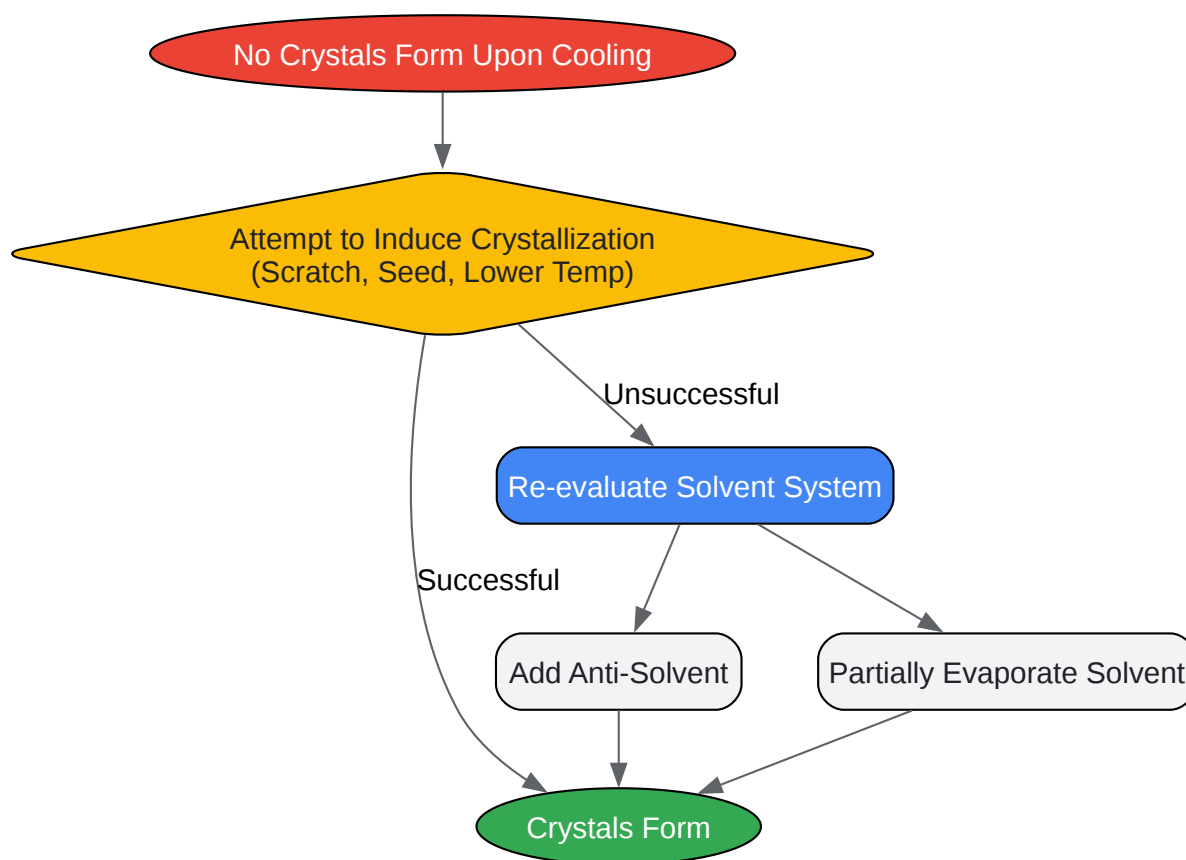 No Crystals Form Upon Cooling
Attempt to Induce Crystallization
(Scratch, Seed, Lower Temp)
Unsuccessful
Re-evaluate Solvent System
Successful
Add Anti-Solvent
Partially Evaporate Solvent
Crystals Form